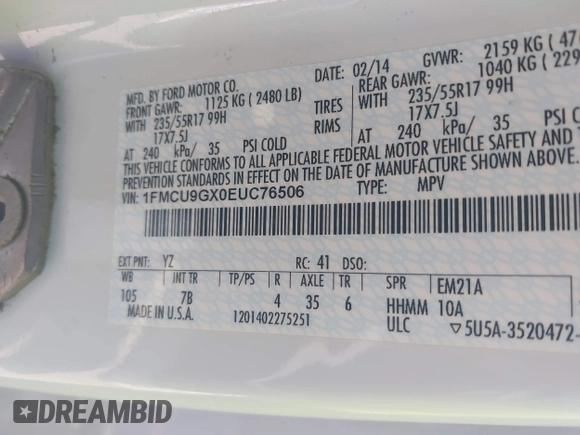 MFD. BY FORD MOTOR CO. DATE: 02/14 GVWR: 2159 KG
FRONT GAWR: 1125 KG (2480 LB) REAR GAWR: 1040 KG
WITH 235/55R17 99H TIRES WITH 235/55R17 99H
17X7.5J RIMS 17X7.5J
AT 240 kPa/ 35 PSI COLD AT 240 kPa/ 35 PSI
THIS VEHICLE CONFORMS TO ALL APPLICABLE FEDERAL MOTOR VEHICLE SAFETY AND
PREVENTION STANDARDS IN EFFECT ON THE DATE OF MANUFACTURE SHOWN ABOVE.
VIN: 1FMCU9GX0EUC76506 TYPE: MPV
EXT PNT: YZ RC: 41 DSO:
WB INT TR TP/PS R AXLE TR SPR EM21A
105 7B 4 35 6 HHMM 10A
MADE IN U.S.A. 1201402275251 ULC ▽5U5A-3520472-
DREAMBID